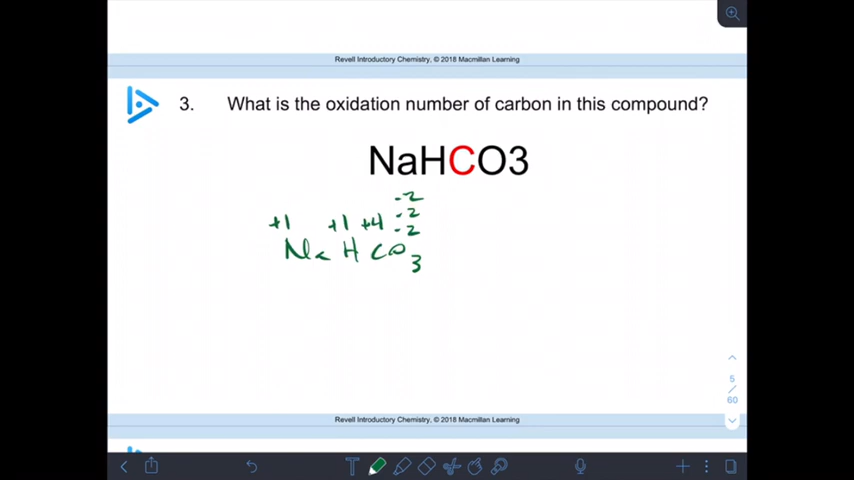 Revell Introductory Chemistry, © 2018 Macmillan Learning
3. What is the oxidation number of carbon in this compound?
NaHCO3
-2
-2
+1 +1 +4 -2
Na H CO3
5
/
60
Revell Introductory Chemistry, © 2018 Macmillan Learning
T